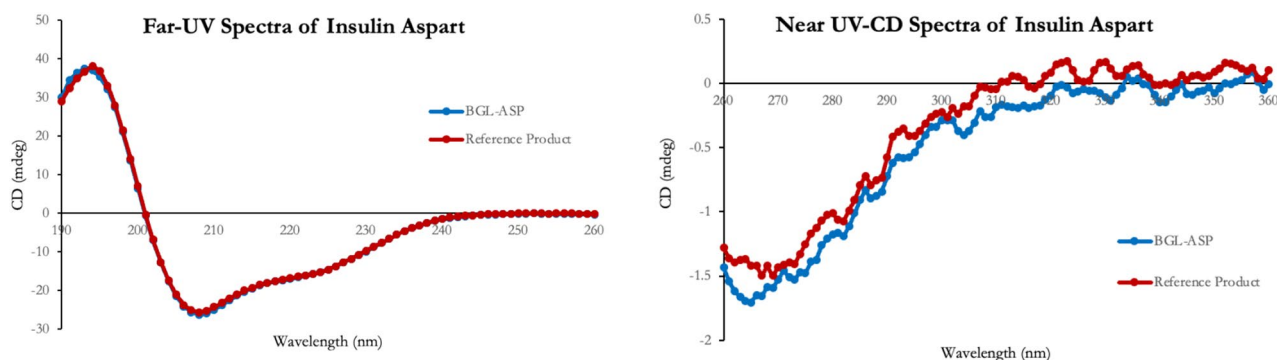 Far-UV Spectra of Insulin Aspart
50
40
30
20
10
0
-10
-20
-30
CD (mdeg)
190 200 210 220 230 240 250 260
BGL-ASP
Reference Product
Wavelength (nm)
Near UV-CD Spectra of Insulin Aspart
0.5
0
-0.5
-1
-1.5
-2
CD (mdeg)
260 270 280 290 300 310 320 350 360
BGL-ASP
Reference Product
Wavelength (nm)